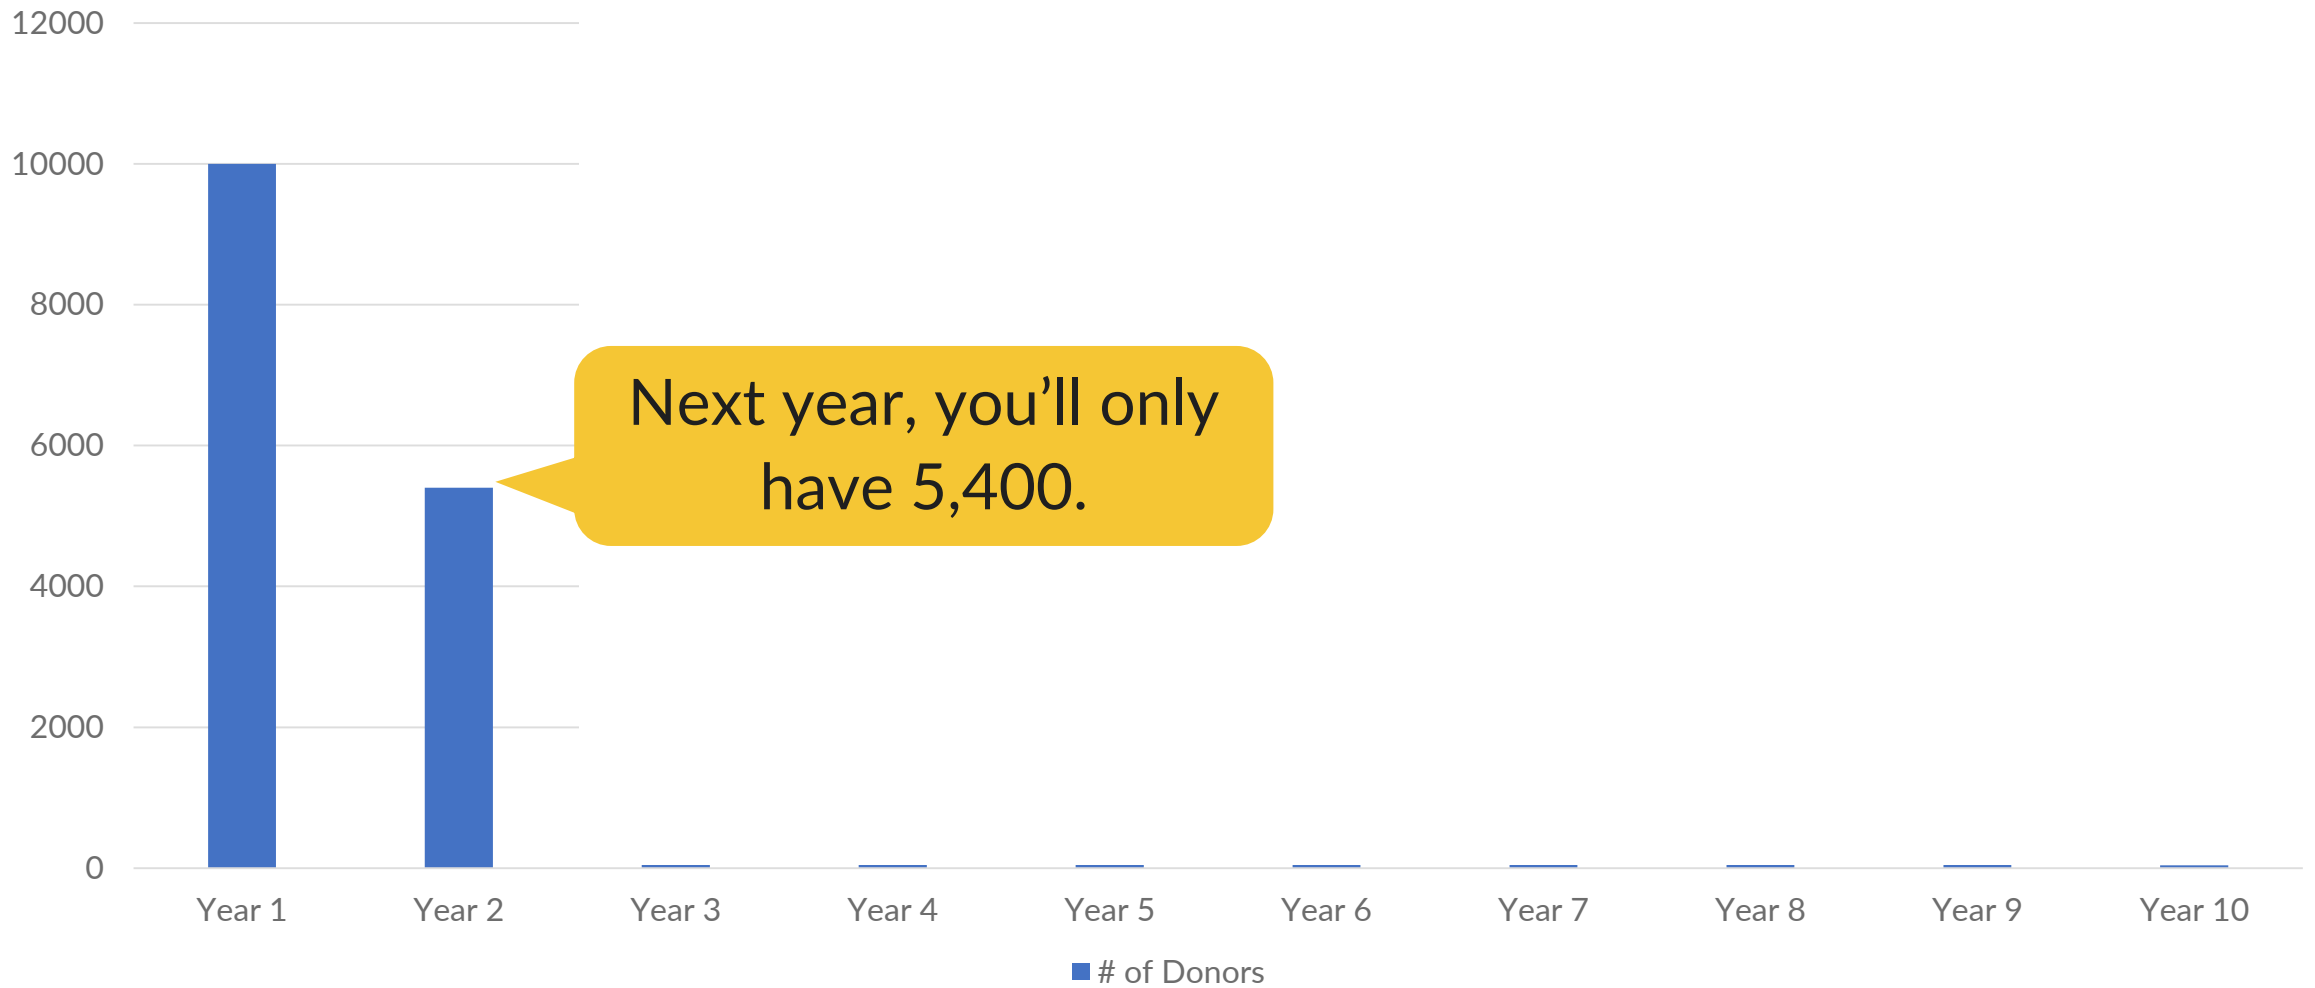 12000
10000
8000
6000
4000
2000
0
Next year, you’ll only
have 5,400.
Year 1 Year 2 Year 3 Year 4 Year 5 Year 6 Year 7 Year 8 Year 9 Year 10
# of Donors